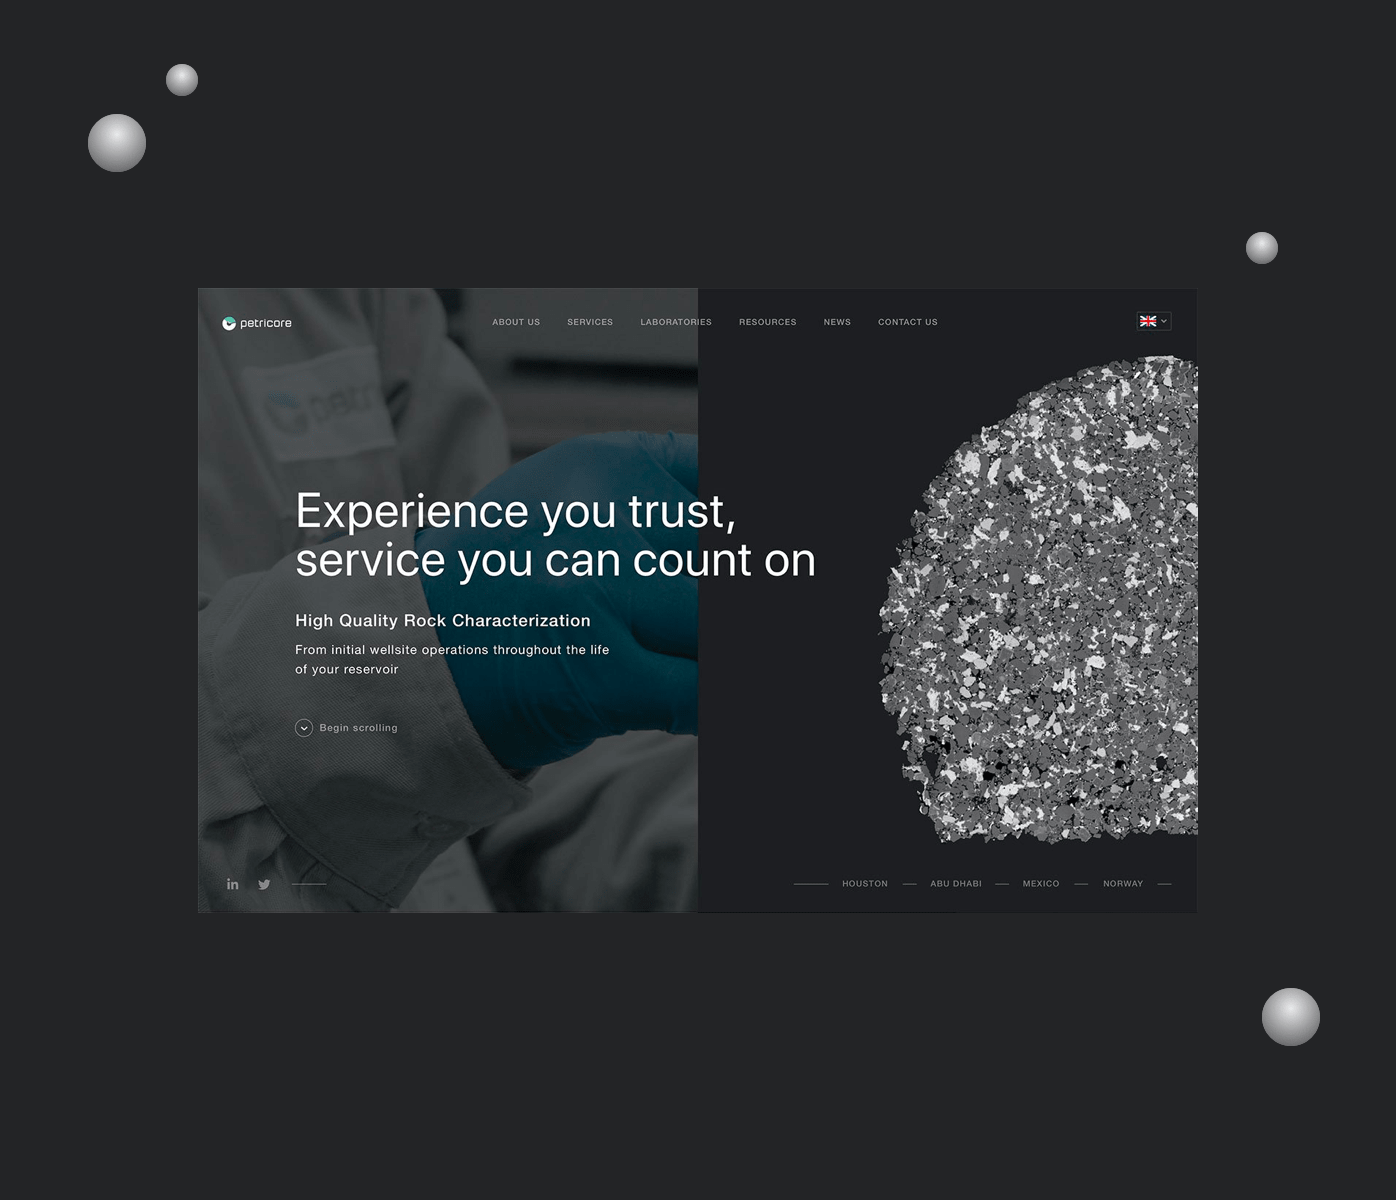 petricore
ABOUT US SERVICES LABORATORIES RESOURCES NEWS CONTACT US
Experience you trust,
service you can count on
High Quality Rock Characterization
From initial wellsite operations throughout the life
of your reservoir
Begin scrolling
in
HOUSTON ABU DHABI MEXICO NORWAY